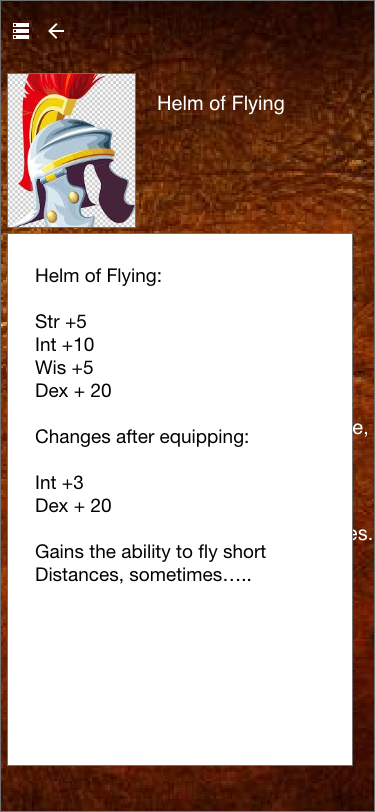 Helm of Flying
Helm of Flying:
Str +5
Int +10
Wis +5
Dex + 20
e,
Changes after equipping:
Int +3
Dex + 20
es.
Gains the ability to fly short
Distances, sometimes…..